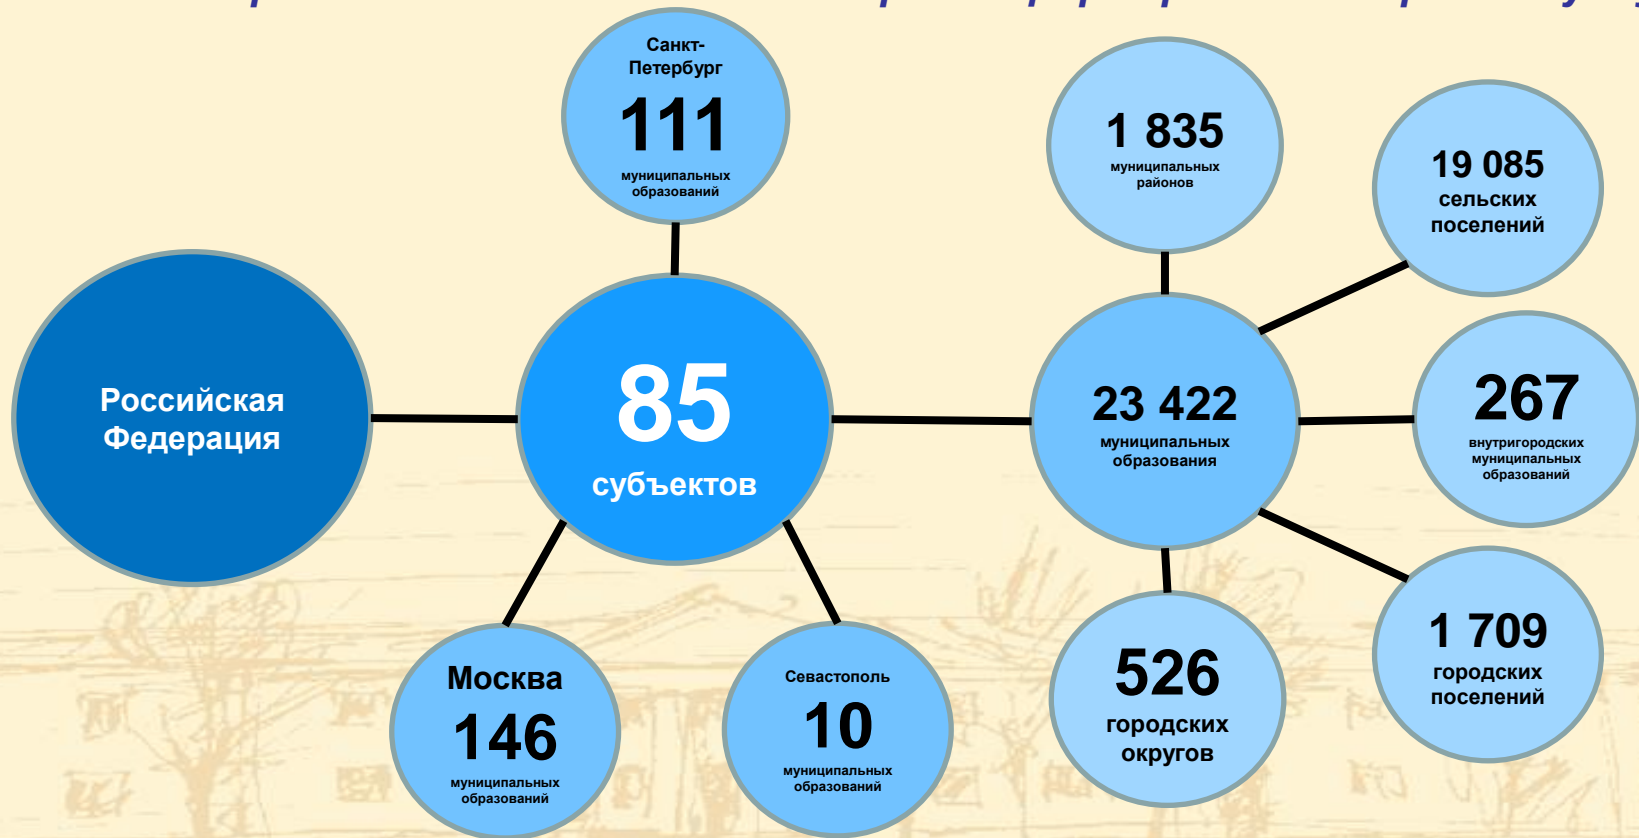 Санкт-
Петербург
111
муниципальных
образований
1 835
муниципальных
районов
19 085
сельских
поселений
Российская
Федерация
85
субъектов
23 422
муниципальных
образования
267
внутригородских
муниципальных
образований
Москва
146
муниципальных
образований
Севастополь
10
муниципальных
образований
526
городских
округов
1 709
городских
поселений